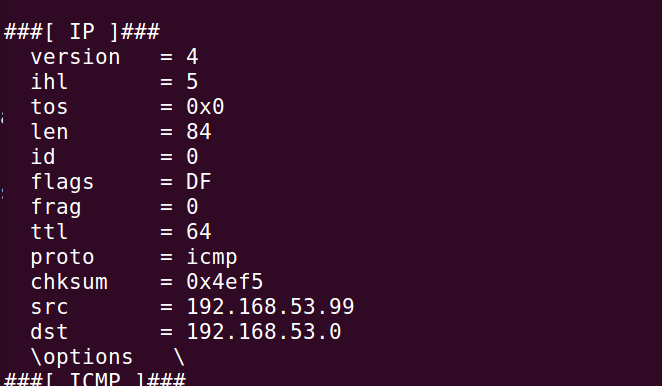 ###[ IP ]###
  version   = 4
  ihl       = 5
  tos       = 0x0
  len       = 84
  id        = 0
  flags     = DF
  frag      = 0
  ttl       = 64
  proto     = icmp
  chksum    = 0x4ef5
  src       = 192.168.53.99
  dst       = 192.168.53.0
  \options   \
###[ ICMP ]###